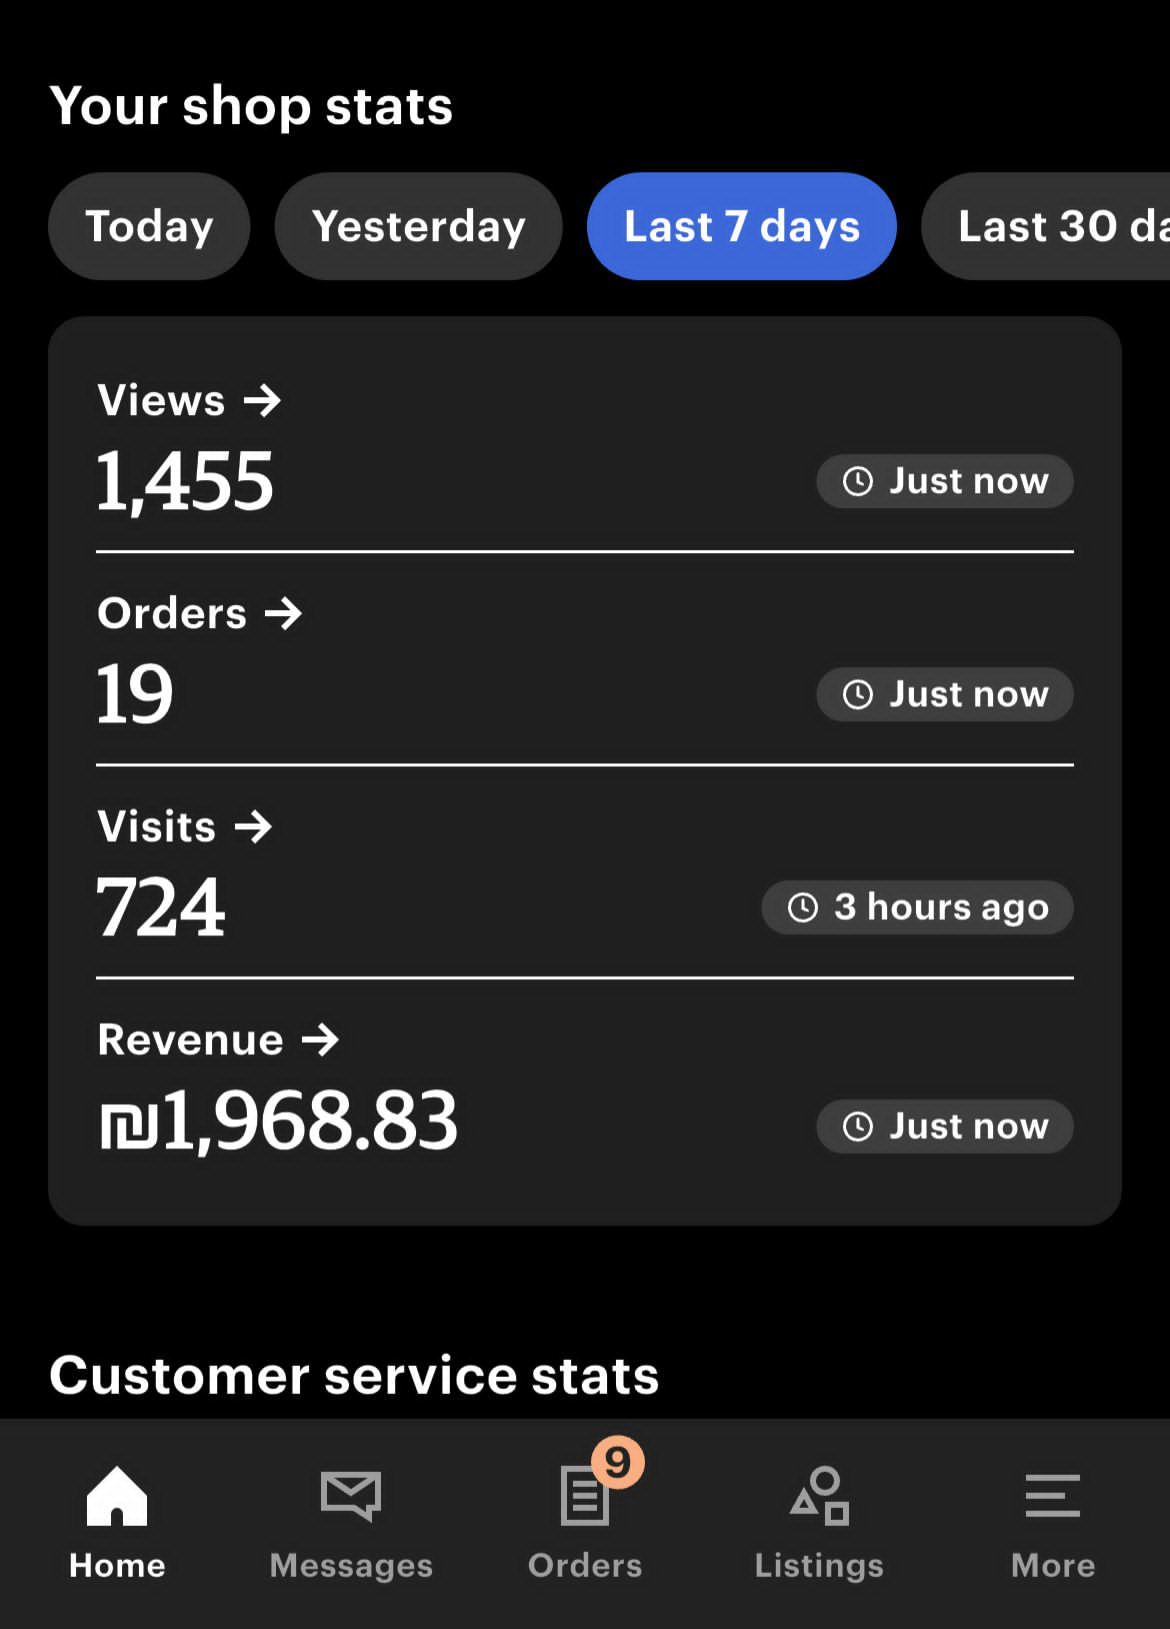 Your shop stats
Today Yesterday Last 7 days Last 30 da
Views →
1,455
Just now
Orders →
19
Just now
Visits →
724
3 hours ago
Revenue →
₪1,968.83
Just now
Customer service stats
9
Home Messages Orders Listings More